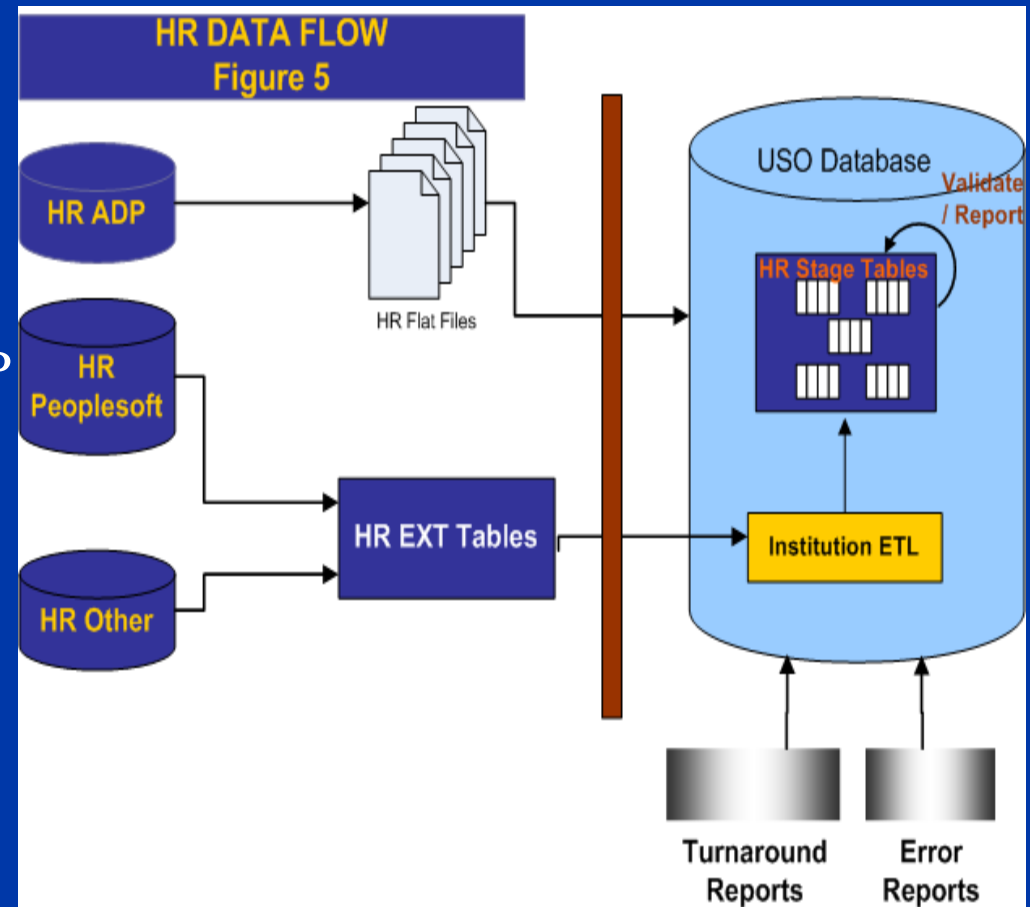 HR DATA FLOW
Figure 5
HR ADP
HR Flat Files
HR
Peoplesoft
HR Other
HR EXT Tables
USO Database
Validate
/ Report
HR Stage Tables
Institution ETL
Turnaround
Reports
Error
Reports